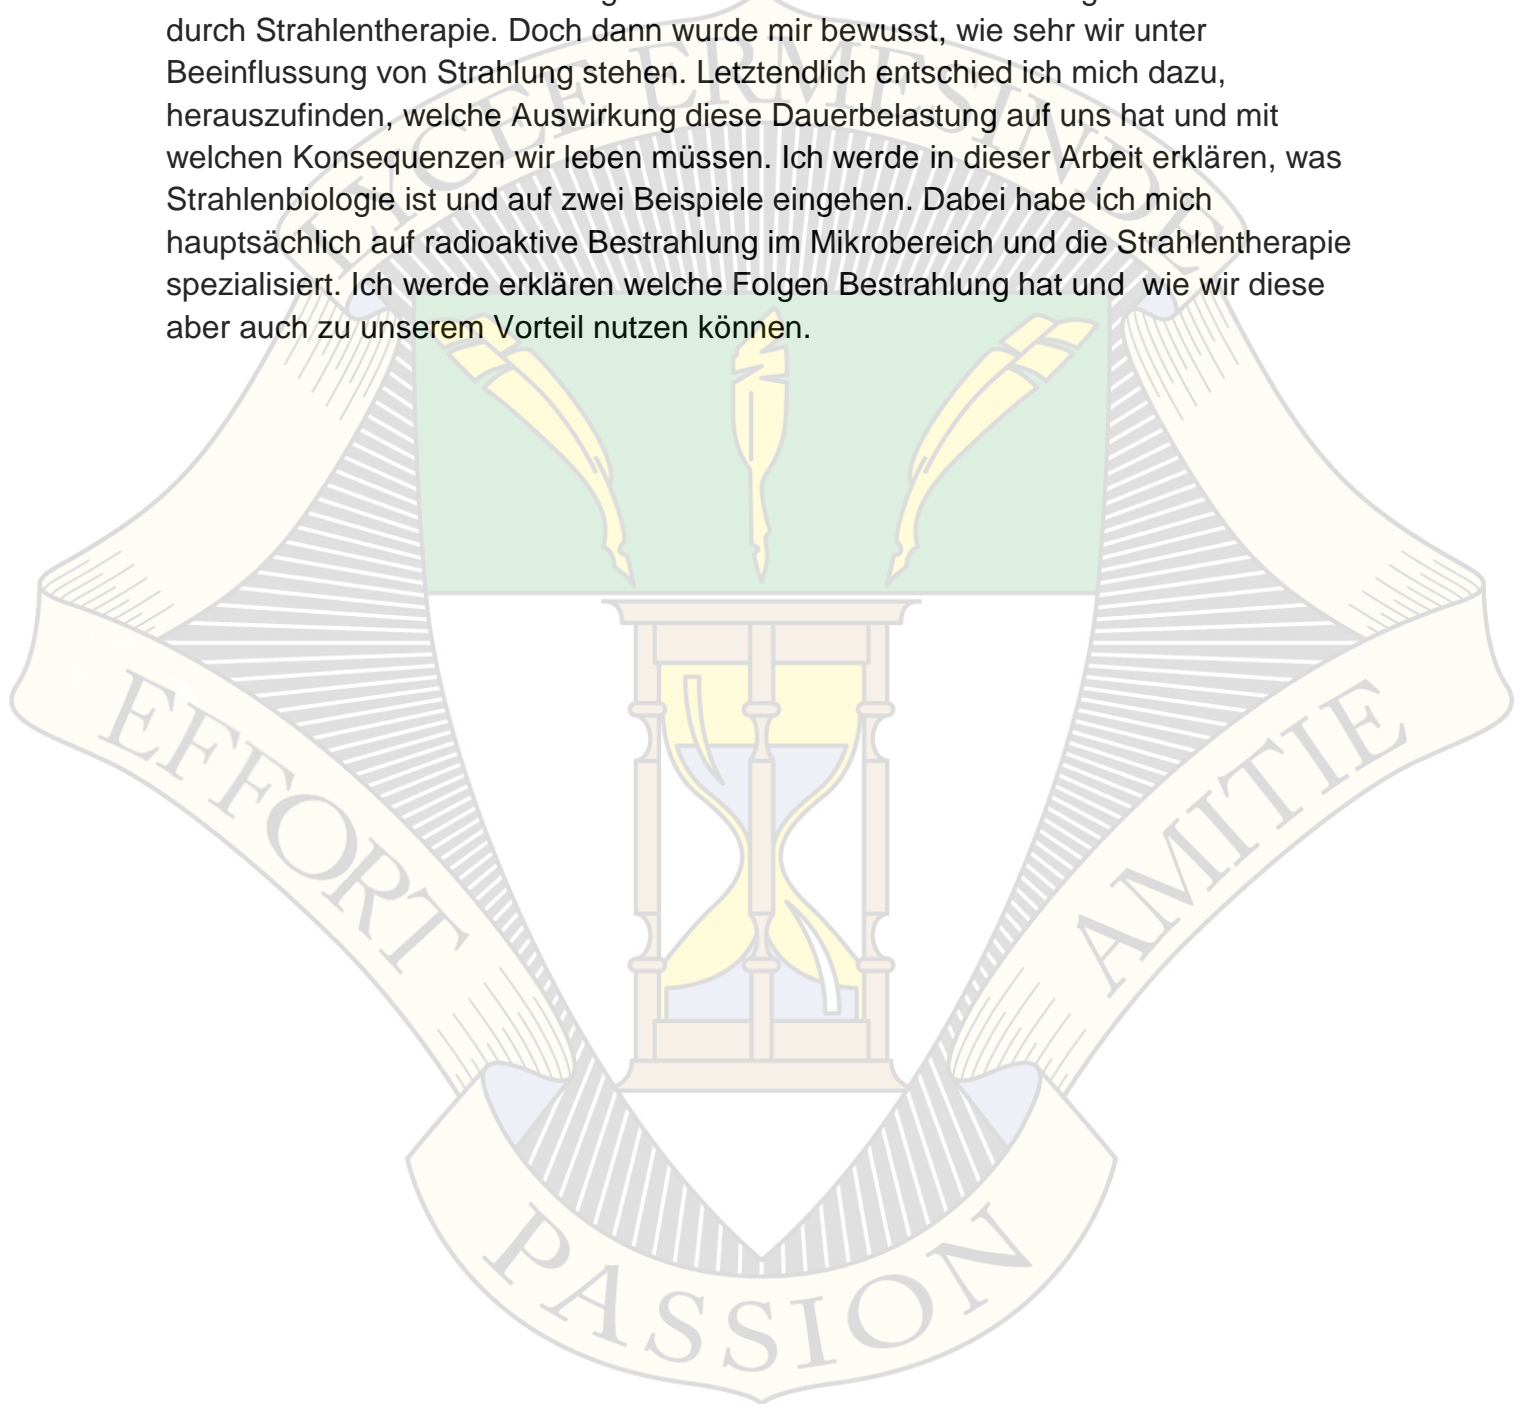 durch Strahlentherapie. Doch dann wurde mir bewusst, wie sehr wir unter
Beeinflussung von Strahlung stehen. Letztendlich entschied ich mich dazu,
herauszufinden, welche Auswirkung diese Dauerbelastung auf uns hat und mit
welchen Konsequenzen wir leben müssen. Ich werde in dieser Arbeit erklären, was
Strahlenbiologie ist und auf zwei Beispiele eingehen. Dabei habe ich mich
hauptsächlich auf radioaktive Bestrahlung im Mikrobereich und die Strahlentherapie
spezialisiert. Ich werde erklären welche Folgen Bestrahlung hat und  wie wir diese
aber auch zu unserem Vorteil nutzen können.
LYCEE ERMESINDE
EFFORT
AMITIE
PASSION